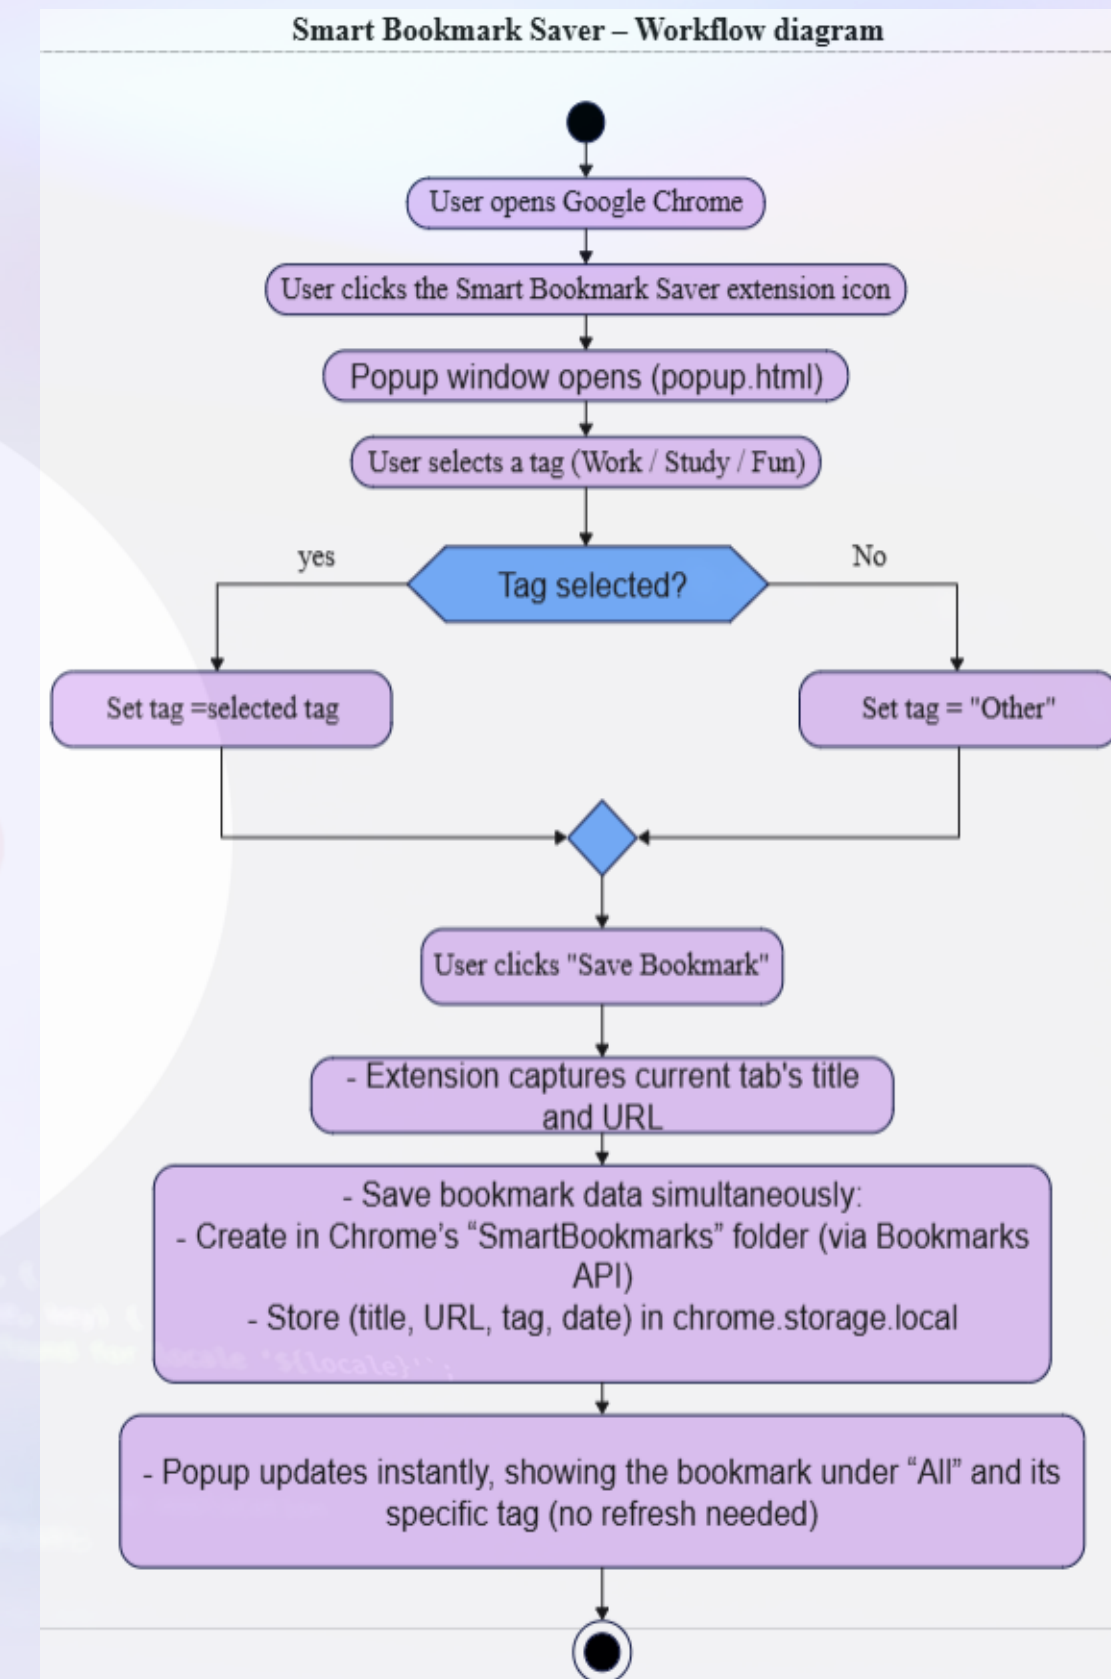 Smart Bookmark Saver – Workflow diagram
User opens Google Chrome
User clicks the Smart Bookmark Saver extension icon
Popup window opens (popup.html)
User selects a tag (Work / Study / Fun)
yes
No
Tag selected?
Set tag =selected tag
Set tag = "Other"
User clicks "Save Bookmark"
- Extension captures current tab's title
and URL
- Save bookmark data simultaneously:
- Create in Chrome’s “SmartBookmarks” folder (via Bookmarks
API)
- Store (title, URL, tag, date) in chrome.storage.local
for locale '${locale}'`;
- Popup updates instantly, showing the bookmark under “All” and its
specific tag (no refresh needed)